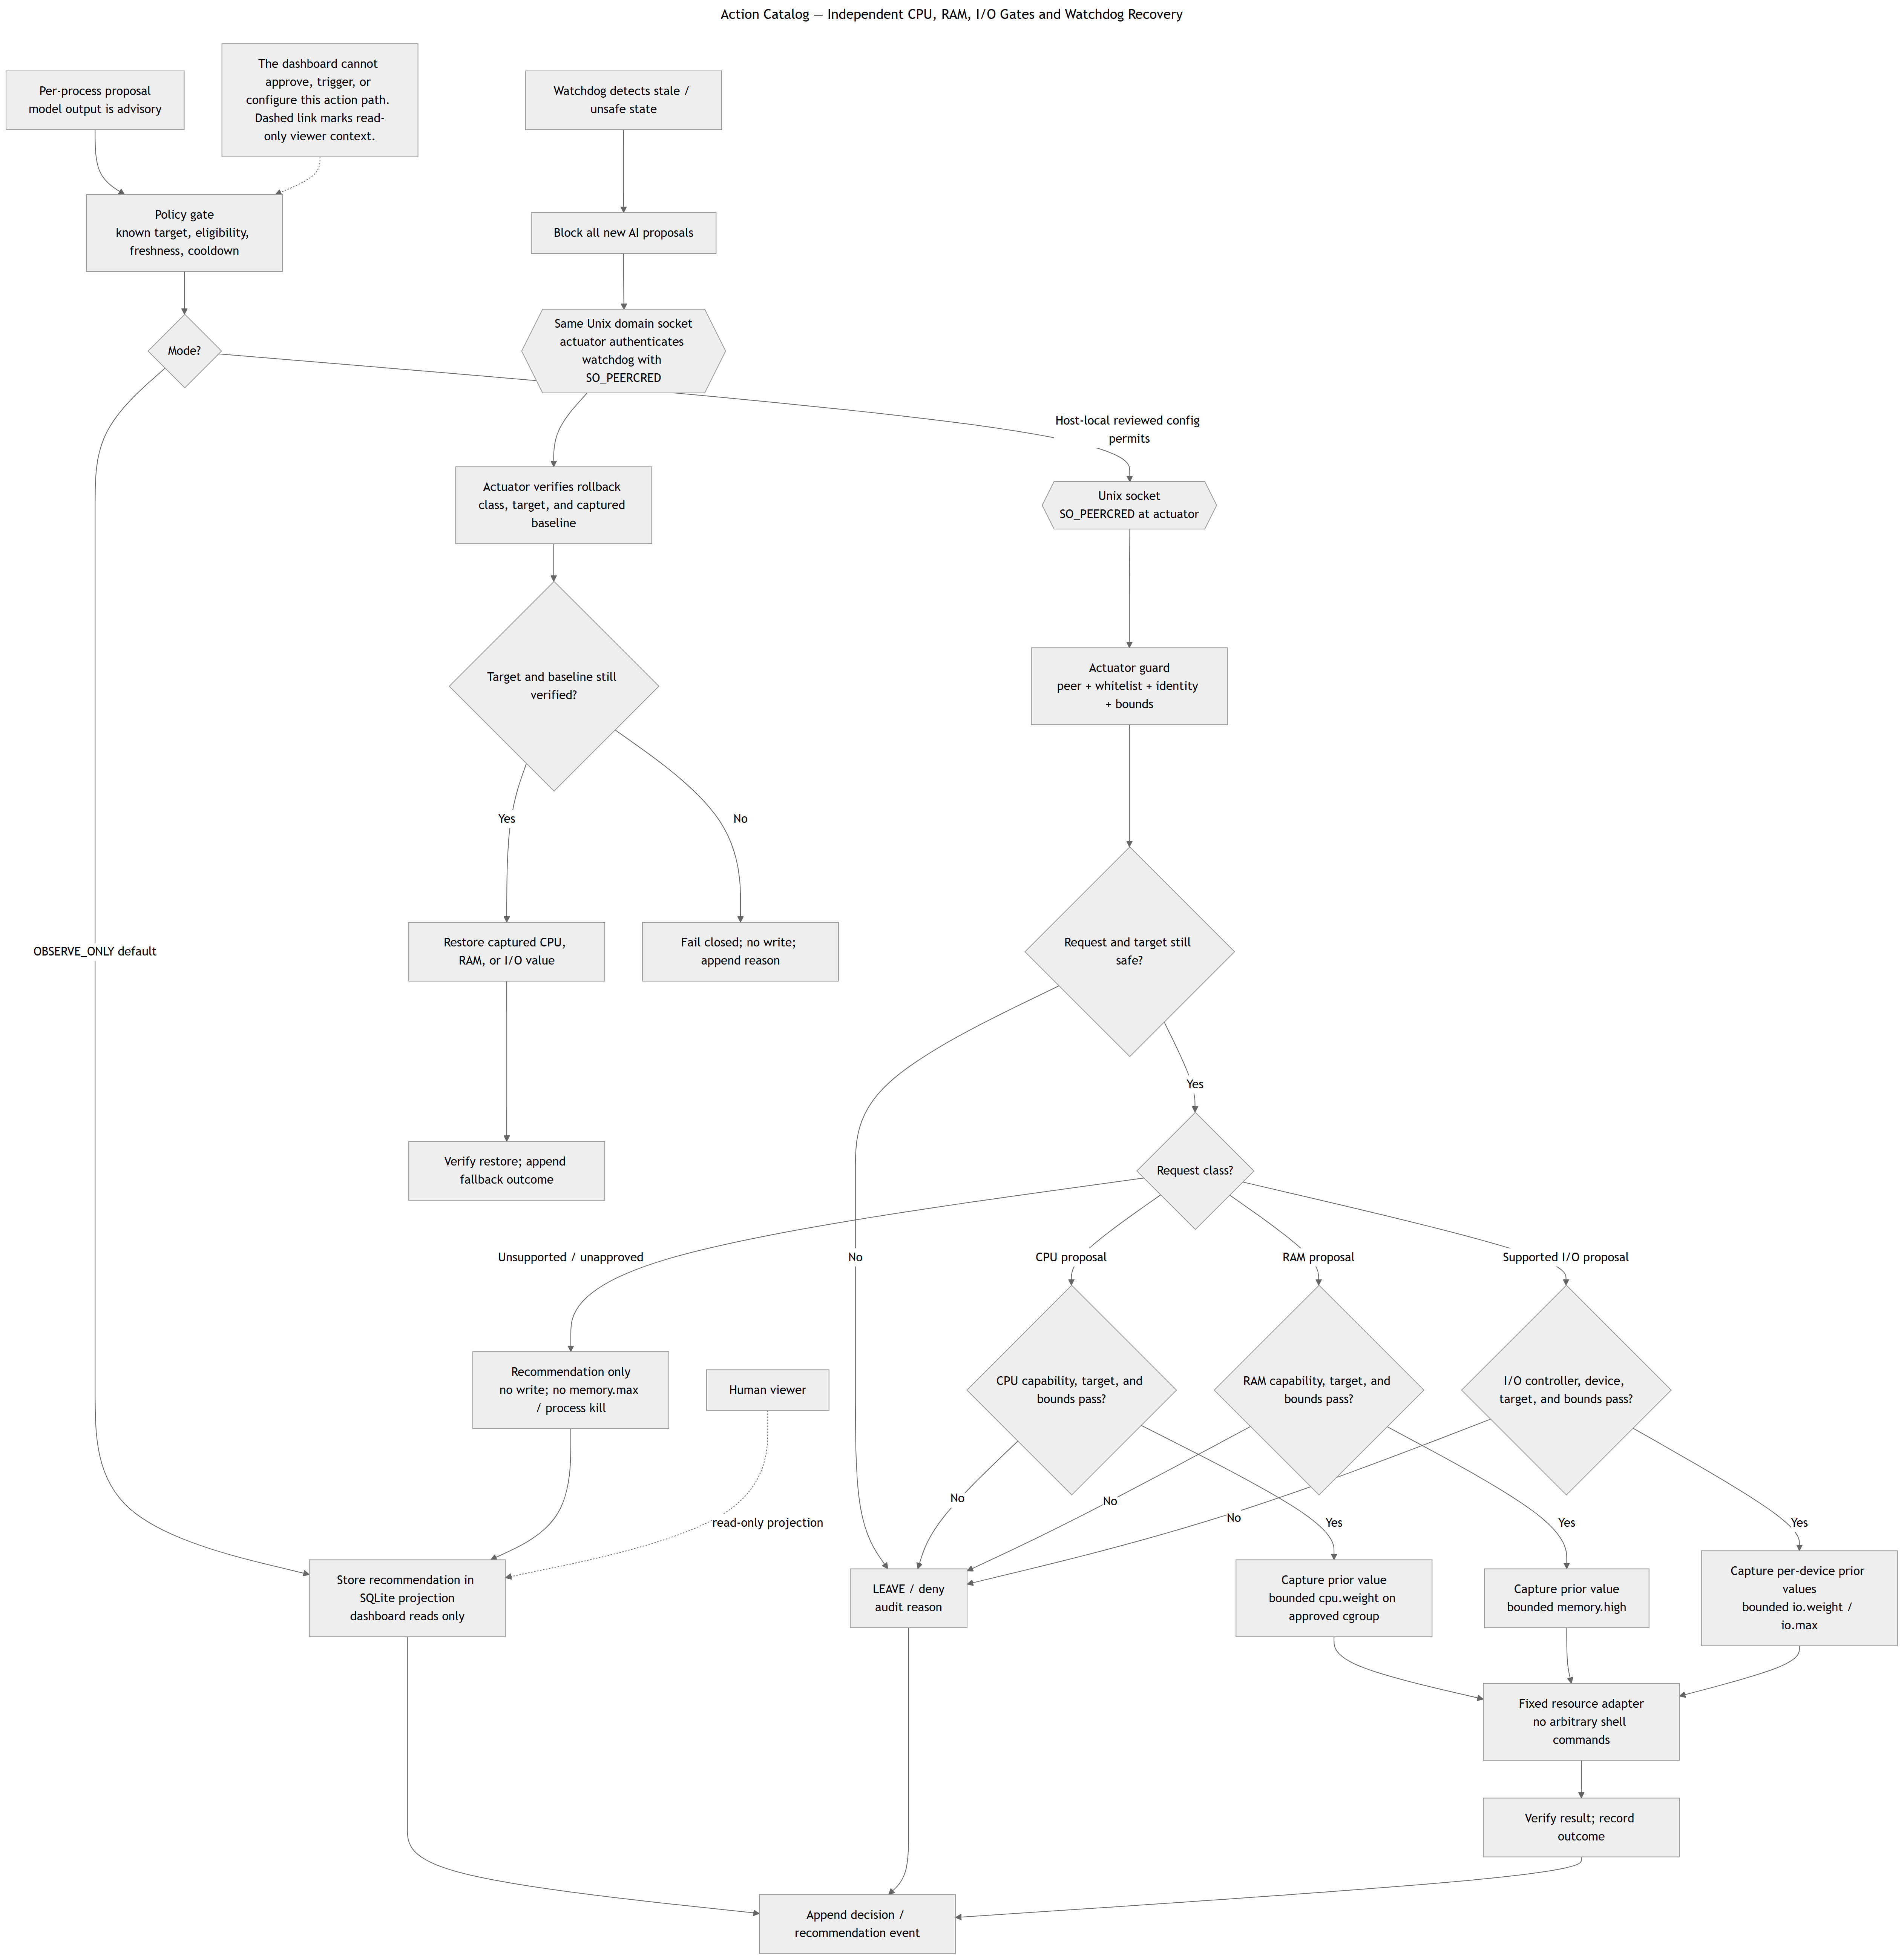 Action Catalog — Independent CPU, RAM, I/O Gates and Watchdog Recovery
Per-process proposal
model output is advisory
The dashboard cannot
approve, trigger, or
configure this action path.
Dashed link marks read-
only viewer context.
Watchdog detects stale /
unsafe state
Policy gate
known target, eligibility,
freshness, cooldown
Block all new AI proposals
Mode?
Same Unix domain socket
actuator authenticates
watchdog with
SO_PEERCRED
Host-local reviewed config
permits
Actuator verifies rollback
class, target, and captured
baseline
Unix socket
SO_PEERCRED at actuator
Target and baseline still
verified?
Actuator guard
peer + whitelist + identity
+ bounds
Yes
No
OBSERVE_ONLY default
Restore captured CPU,
RAM, or I/O value
Fail closed; no write;
append reason
Request and target still
safe?
Yes
Verify restore; append
fallback outcome
Request class?
Unsupported / unapproved
No
CPU proposal
RAM proposal
Supported I/O proposal
Recommendation only
no write; no memory.max
/ process kill
Human viewer
CPU capability, target, and
bounds pass?
RAM capability, target, and
bounds pass?
I/O controller, device,
target, and bounds pass?
read-only projection
No
No
No
Yes
Yes
Yes
Store recommendation in
SQLite projection
dashboard reads only
LEAVE / deny
audit reason
Capture prior value
bounded cpu.weight on
approved cgroup
Capture prior value
bounded memory.high
Capture per-device prior
values
bounded io.weight /
io.max
Fixed resource adapter
no arbitrary shell
commands
Verify result; record
outcome
Append decision /
recommendation event